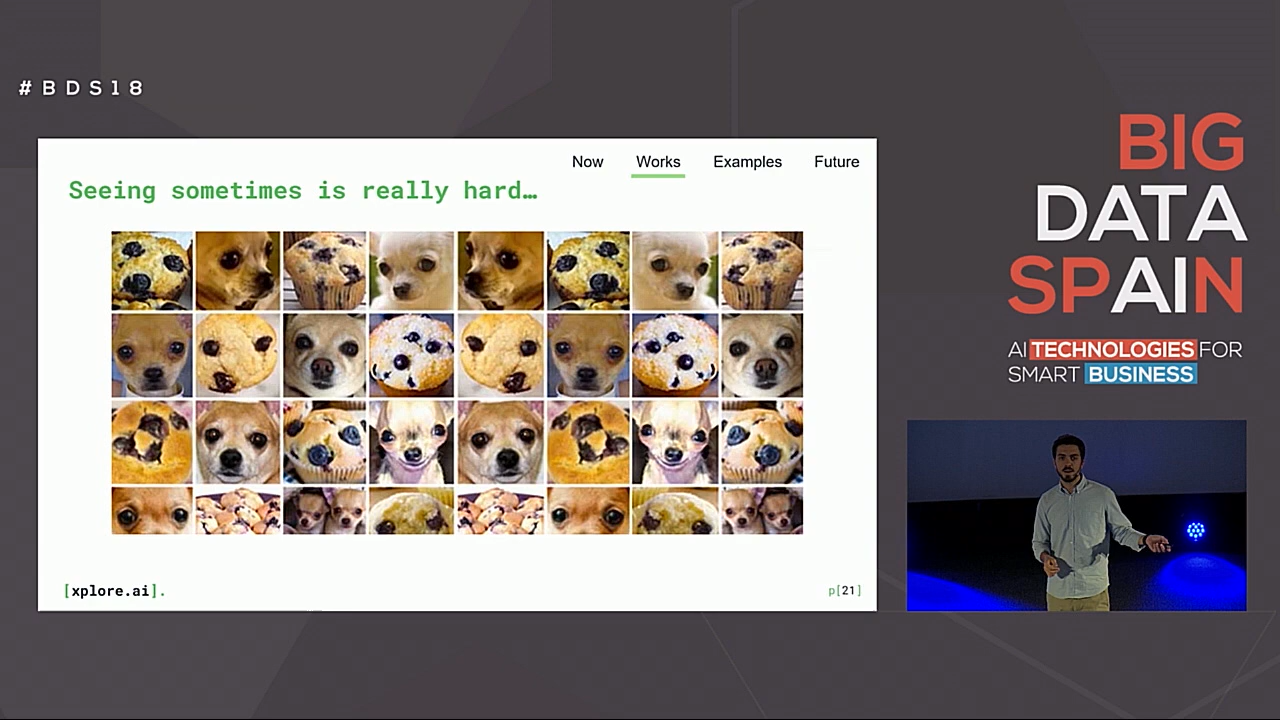 #BDS18
Now Works Examples Future
Seeing sometimes is really hard…
[xplore.ai].
p[21]
BIG
DATA
SPAIN
AI TECHNOLOGIES FOR
SMART BUSINESS